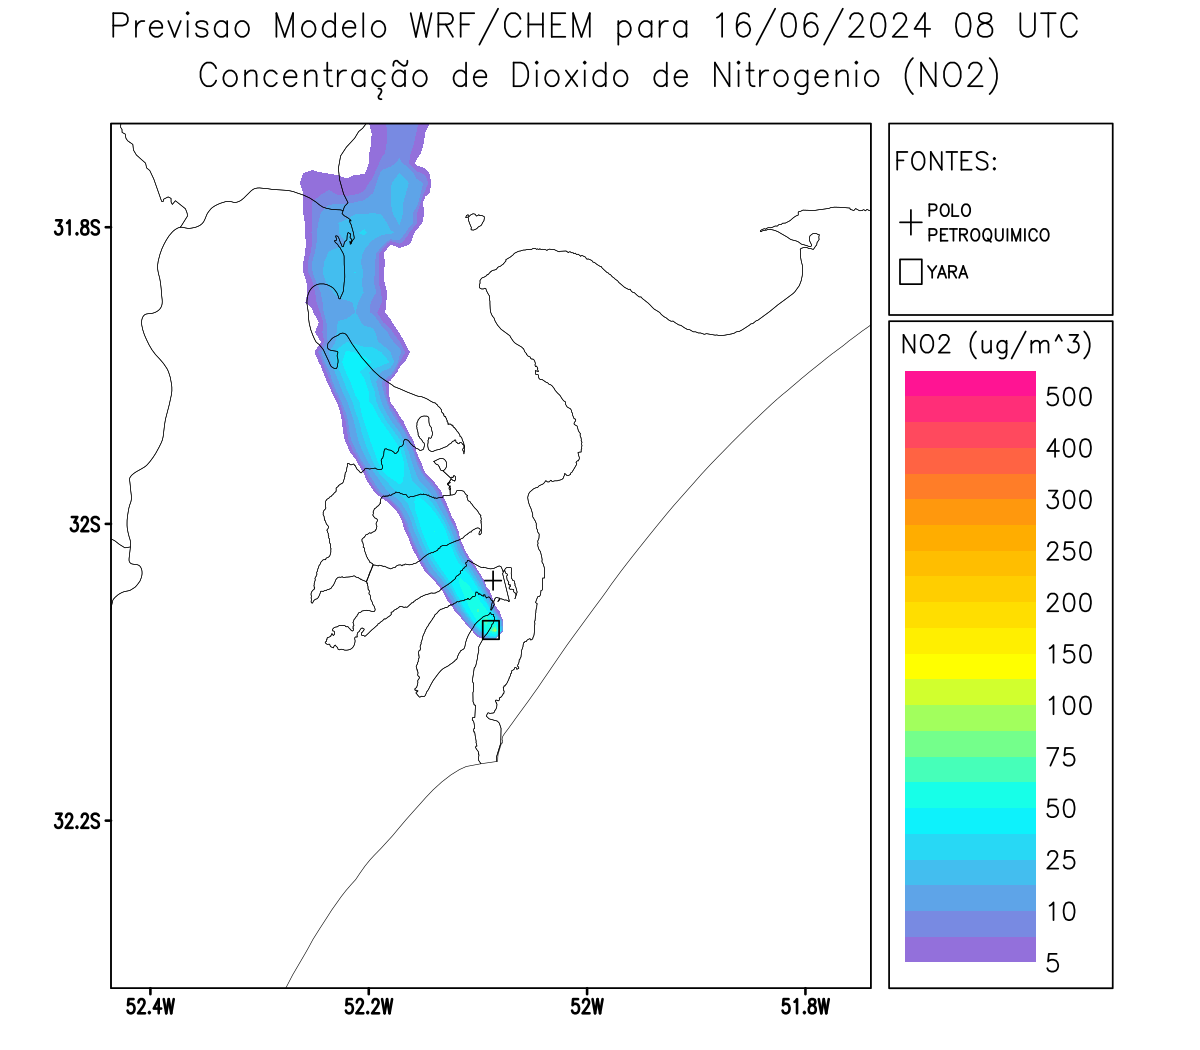 Previsao Modelo WRF/CHEM para 16/06/2024 08 UTC
Concentração de Dioxido de Nitrogenio (NO2)
FONTES:
POLO
PETROQUIMICO
YARA
NO2 (ug/m^3)
500
400
300
250
200
150
100
75
50
25
10
5
31.8S
32S
32.2S
52.4W
52.2W
52W
51.8W